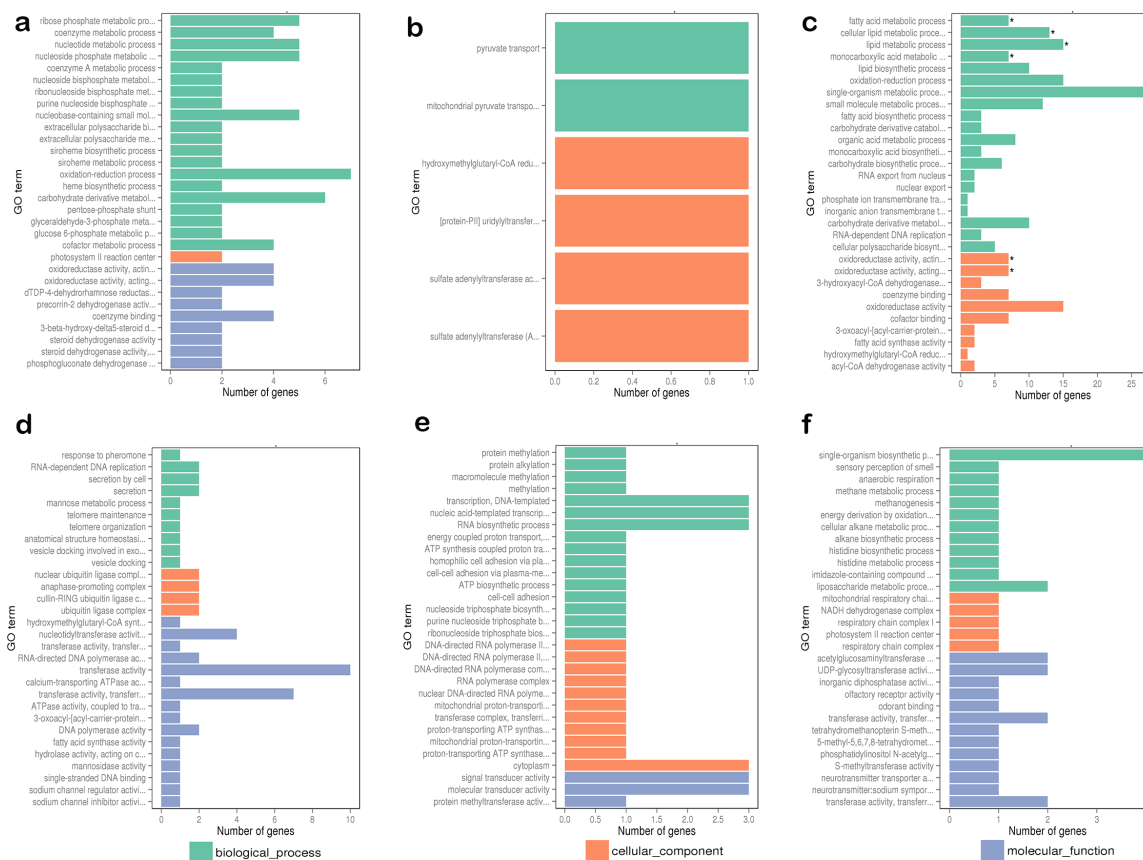 a
GO term
ribose phosphate metabolic pro...
coenzyme metabolic process
nucleotide metabolic process
nucleoside phosphate metabolic ...
coenzyme A metabolic process
nucleoside bisphosphate metabol...
ribonucleoside bisphosphate met...
purine nucleoside bisphosphate ...
nucleobase-containing small mol...
extracellular polysaccharide bi...
extracellular polysaccharide me...
siroheme biosynthetic process
siroheme metabolic process
oxidation-reduction process
heme biosynthetic process
carbohydrate derivative metabol...
pentose-phosphate shunt
glyceraldehyde-3-phosphate meta...
glucose 6-phosphate metabolic p...
cofactor metabolic process
photosystem II reaction center
oxidoreductase activity, actin...
oxidoreductase activity, acting...
dTDP-4-dehydrorhamnose reductas...
precorrin-2 dehydrogenase activ...
coenzyme binding
3-beta-hydroxy-delta5-steroid d...
steroid dehydrogenase activity
steroid dehydrogenase activity,...
phosphogluconate dehydrogenase ...
0 2 4 6
Number of genes
b
GO term
pyruvate transport
mitochondrial pyruvate transpo...
hydroxymethylglutaryl-CoA redu...
[protein-PII] uridylyltransfer...
sulfate adenylyltransferase ac...
sulfate adenylyltransferase (A...
0.0 0.2 0.4 0.6 0.8 1.0
Number of genes
c
GO term
fatty acid metabolic process *
cellular lipid metabolic proce... *
lipid metabolic process *
monocarboxylic acid metabolic ... *
lipid biosynthetic process
oxidation-reduction process
single-organism metabolic proce...
small molecule metabolic proces...
fatty acid biosynthetic process
carbohydrate derivative catabol...
organic acid metabolic process
monocarboxylic acid biosyntheti...
carbohydrate biosynthetic proce...
RNA export from nucleus
nuclear export
phosphate ion transmembrane tra...
inorganic anion transmembrane t...
carbohydrate derivative metabol...
RNA-dependent DNA replication
cellular polysaccharide biosynt...
oxidoreductase activity, actin... *
oxidoreductase activity, acting... *
3-hydroxyacyl-CoA dehydrogenase...
coenzyme binding
oxidoreductase activity
cofactor binding
3-oxoacyl-[acyl-carrier-protein...
fatty acid synthase activity
hydroxymethylglutaryl-CoA reduc...
acyl-CoA dehydrogenase activity
0 5 10 15 20 25
Number of genes
d
GO term
response to pheromone
RNA-dependent DNA replication
secretion by cell
secretion
mannose metabolic process
telomere maintenance
telomere organization
anatomical structure homeostasi...
vesicle docking involved in exo...
vesicle docking
nuclear ubiquitin ligase compl...
anaphase-promoting complex
cullin-RING ubiquitin ligase c...
ubiquitin ligase complex
hydroxymethylglutaryl-CoA synt...
nucleotidyltransferase activit...
transferase activity, transfer...
RNA-directed DNA polymerase ac...
transferase activity
calcium-transporting ATPase ac...
transferase activity, transferr...
ATPase activity, coupled to tra...
3-oxoacyl-[acyl-carrier-protein...
DNA polymerase activity
fatty acid synthase activity
hydrolase activity, acting on c...
mannosidase activity
single-stranded DNA binding
sodium channel regulator activi...
sodium channel inhibitor activi...
0 2 4 6 8 10
Number of genes
e
GO term
protein methylation
protein alkylation
macromolecule methylation
methylation
transcription, DNA-templated
nucleic acid-templated transcrip...
RNA biosynthetic process
energy coupled proton transport,...
ATP synthesis coupled proton tra...
homophilic cell adhesion via pla...
cell-cell adhesion via plasma-me...
ATP biosynthetic process
cell-cell adhesion
nucleoside triphosphate biosynth...
purine nucleoside triphosphate b...
ribonucleoside triphosphate bios...
DNA-directed RNA polymerase II...
DNA-directed RNA polymerase II,...
DNA-directed RNA polymerase com...
RNA polymerase complex
nuclear DNA-directed RNA polyme...
mitochondrial proton-transporti...
transferase complex, transferri...
proton-transporting ATP synthas...
mitochondrial proton-transportin...
proton-transporting ATP synthase...
cytoplasm
signal transducer activity
molecular transducer activity
protein methyltransferase activ...
0.0 0.5 1.0 1.5 2.0 2.5 3.0
Number of genes
f
GO term
single-organism biosynthetic p...
sensory perception of smell
anaerobic respiration
methane metabolic process
methanogenesis
energy derivation by oxidation...
cellular alkane metabolic proc...
alkane biosynthetic process
histidine biosynthetic process
histidine metabolic process
imidazole-containing compound ...
liposaccharide metabolic proce...
mitochondrial respiratory chai...
NADH dehydrogenase complex
respiratory chain complex I
photosystem II reaction center
respiratory chain complex
acetylglucosaminyltransferase ...
UDP-glycosyltransferase activi...
inorganic diphosphatase activi...
olfactory receptor activity
odorant binding
transferase activity, transfer...
tetrahydromethanopterin S-meth...
5-methyl-5,6,7,8-tetrahydromet...
phosphatidylinositol N-acetylg...
S-methyltransferase activity
neurotransmitter transporter a...
neurotransmitter:sodium sympor...
transferase activity, transferr...
0 1 2 3
Number of genes
biological_process
cellular_component
molecular_function